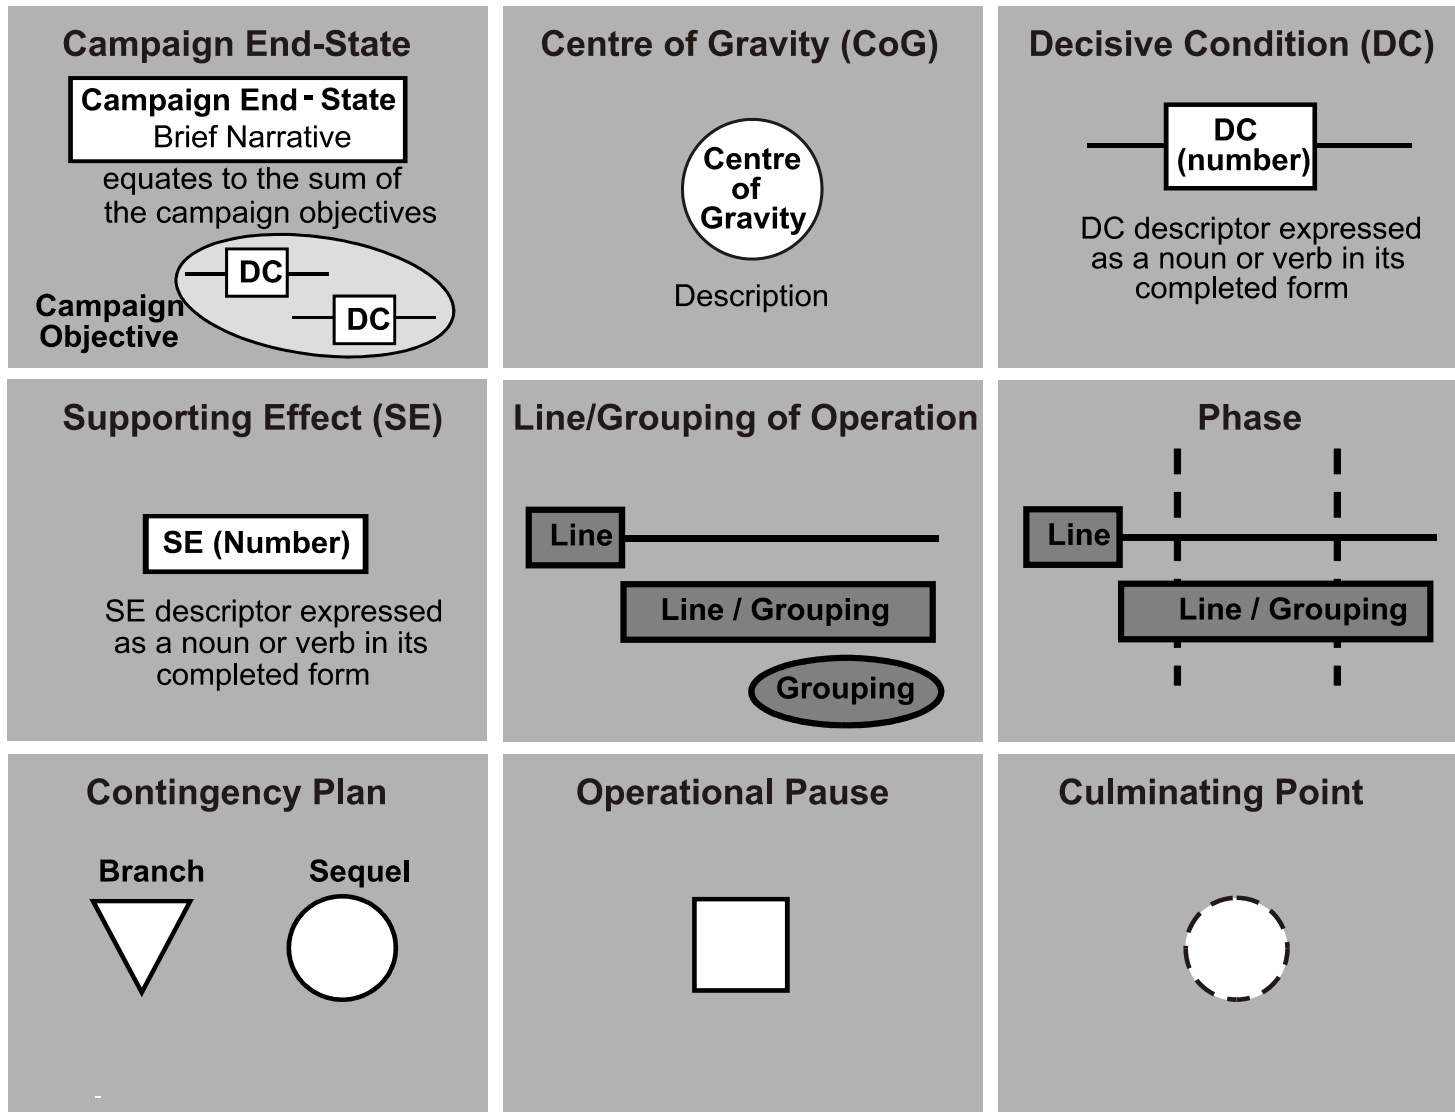 Campaign End-State
Campaign End - State
Brief Narrative
equates to the sum of
the campaign objectives
DC
DC
Campaign
Objective
Centre of Gravity (CoG)
Centre
of
Gravity
Description
Decisive Condition (DC)
DC
(number)
DC descriptor expressed
as a noun or verb in its
completed form
Supporting Effect (SE)
SE (Number)
SE descriptor expressed
as a noun or verb in its
completed form
Line/Grouping of Operation
Line
Line / Grouping
Grouping
Phase
Line
Line / Grouping
Contingency Plan
Branch
Sequel
Operational Pause
Culminating Point